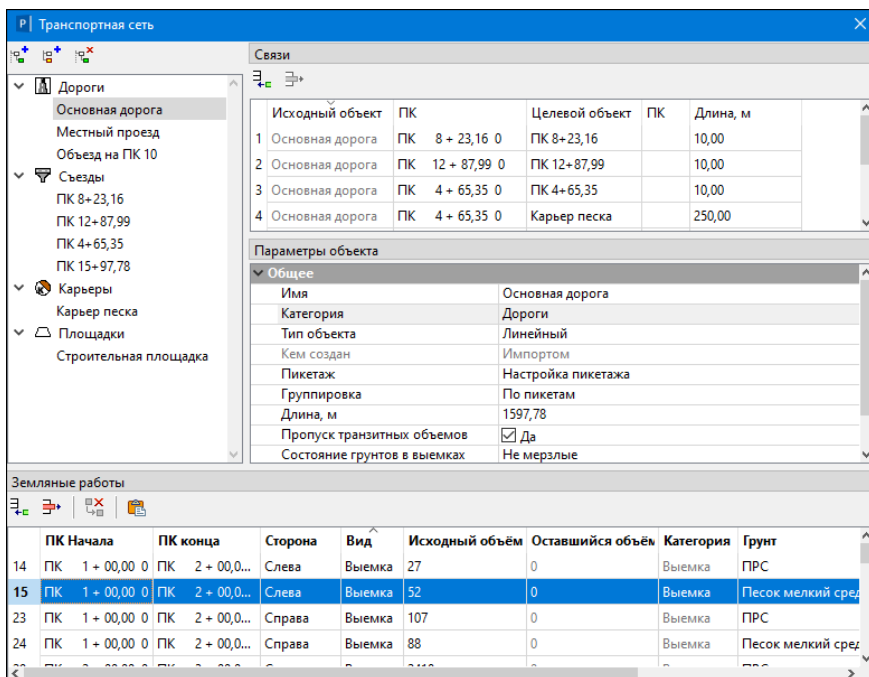 P Транспортная сеть
Связи
Дороги
Основная дорога
Местный проезд
Объезд на ПК 10
Съезды
ПК 8+23,16
ПК 12+87,99
ПК 4+65,35
ПК 15+97,78
Карьеры
Карьер песка
Площадки
Строительная площадка
Исходный объект ПК Целевой объект ПК Длина, м
1 Основная дорога ПК 8 + 23,16 0 ПК 8+23,16 10,00
2 Основная дорога ПК 12 + 87,99 0 ПК 12+87,99 10,00
3 Основная дорога ПК 4 + 65,35 0 ПК 4+65,35 10,00
4 Основная дорога ПК 4 + 65,35 0 Карьер песка 250,00
Параметры объекта
Общее
Имя Основная дорога
Категория Дороги
Тип объекта Линейный
Кем создан Импортом
Пикетаж Настройка пикетажа
Группировка По пикетам
Длина, м 1597,78
Пропуск транзитных объемов Да
Состояние грунтов в выемках Не мерзлые
Земляные работы
ПК Начала ПК конца Сторона Вид Исходный объём Оставшийся объём Категория Грунт
14 ПК 1 + 00,00 0 ПК 2 + 00,0... Слева Выемка 27 0 Выемка ПРС
15 ПК 1 + 00,00 0 ПК 2 + 00,0... Слева Выемка 52 0 Выемка Песок мелкий сред
23 ПК 1 + 00,00 0 ПК 2 + 00,0... Справа Выемка 107 0 Выемка ПРС
24 ПК 1 + 00,00 0 ПК 2 + 00,0... Справа Выемка 88 0 Выемка Песок мелкий сред